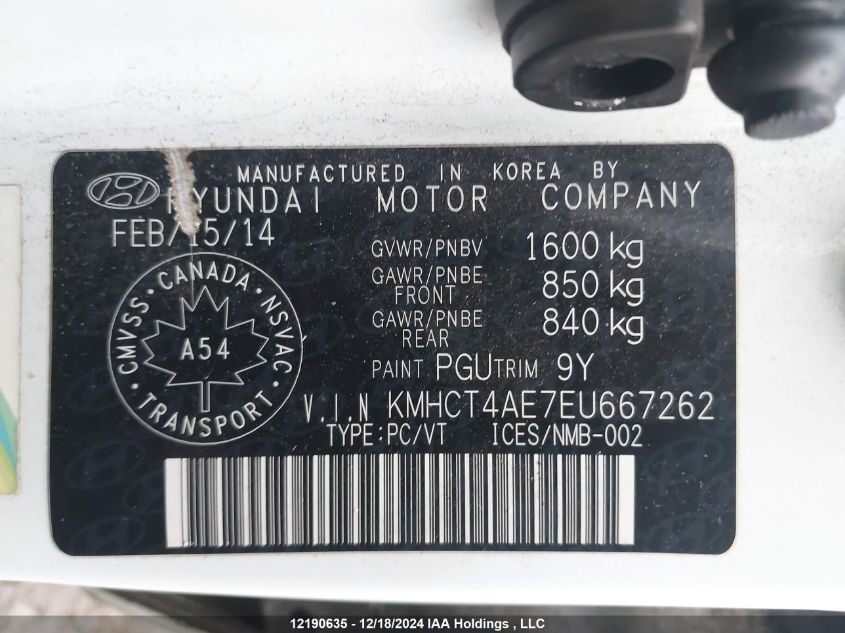 MANUFACTURED IN KOREA BY
HYUNDAI MOTOR COMPANY
FEB/15/14
GVWR/PNBV 1600 kg
GAWR/PNBE FRONT 850 kg
GAWR/PNBE REAR 840 kg
CANADA · NSVAC · TRANSPORT · CMVSS
A54
PAINT PGU TRIM 9Y
V.I.N KMHCT4AE7EU667262
TYPE:PC/VT ICES/NMB-002
12190635 - 12/18/2024 IAA Holdings , LLC